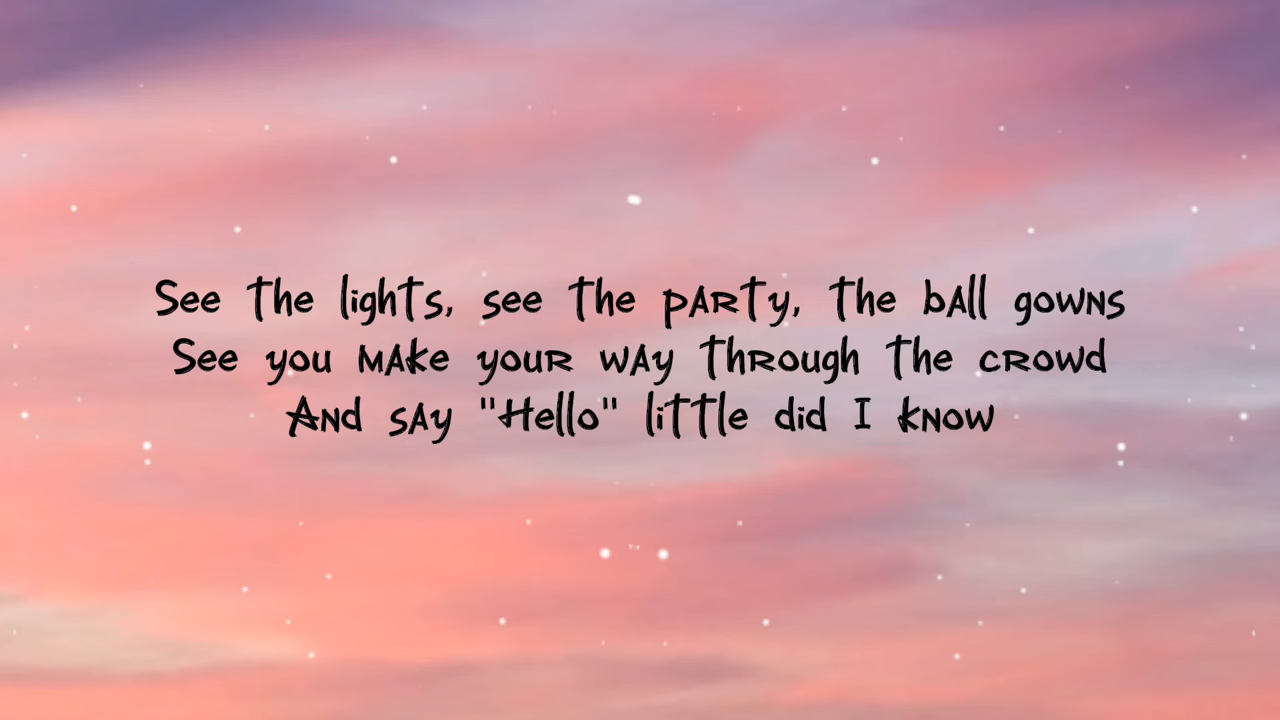 See the lights, see the party, the ball gowns
See you make your way through the crowd
And say "Hello" little did I know